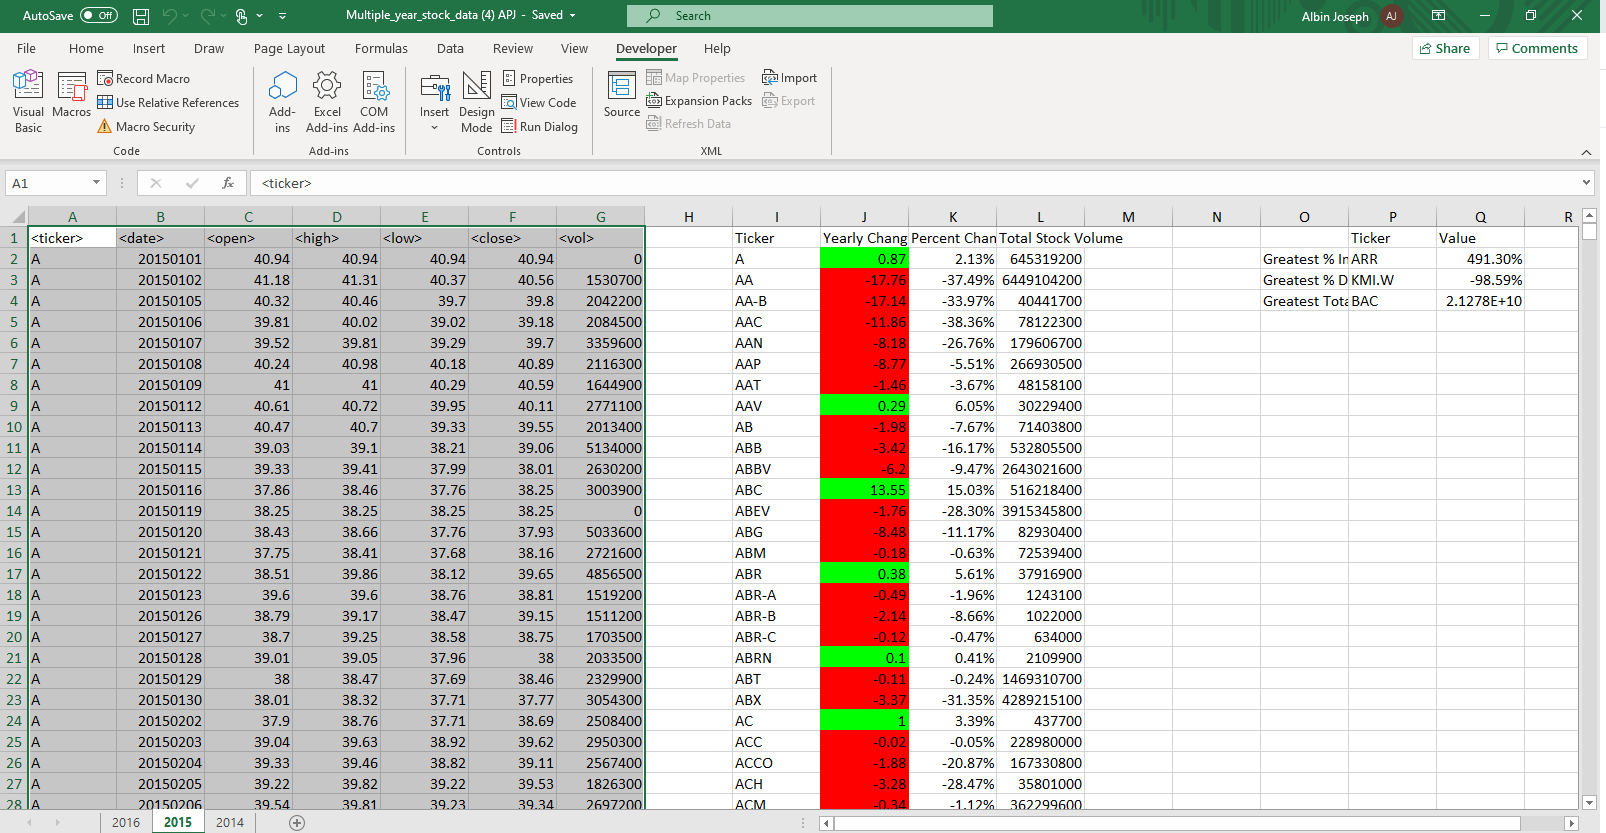 AutoSave Off Multiple_year_stock_data (4) APJ - Saved Search Albin Joseph AJ
File Home Insert Draw Page Layout Formulas Data Review View Developer Help Share Comments
Visual Basic Macros Record Macro Use Relative References Macro Security Code
Add-ins Excel Add-ins COM Add-ins Add-ins
Insert Design Mode Properties View Code Run Dialog Controls
Source Map Properties Expansion Packs Refresh Data Import Export XML
A1 fx <ticker>
A B C D E F G H I J K L M N O P Q R
1 <ticker> <date> <open> <high> <low> <close> <vol> Ticker Yearly Chang Percent Chan Total Stock Volume Ticker Value
2 A 20150101 40.94 40.94 40.94 40.94 0 A 0.87 2.13% 645319200 Greatest % In ARR 491.30%
3 A 20150102 41.18 41.31 40.37 40.56 1530700 AA -17.76 -37.49% 6449104200 Greatest % D KMI.W -98.59%
4 A 20150105 40.32 40.46 39.7 39.8 2042200 AA-B -17.14 -33.97% 40441700 Greatest Tota BAC 2.1278E+10
5 A 20150106 39.81 40.02 39.02 39.18 2084500 AAC -11.86 -38.36% 78122300
6 A 20150107 39.52 39.81 39.29 39.7 3359600 AAN -8.18 -26.76% 179606700
7 A 20150108 40.24 40.98 40.18 40.89 2116300 AAP -8.77 -5.51% 266930500
8 A 20150109 41 41 40.29 40.59 1644900 AAT -1.46 -3.67% 48158100
9 A 20150112 40.61 40.72 39.95 40.11 2771100 AAV 0.29 6.05% 30229400
10 A 20150113 40.47 40.7 39.33 39.55 2013400 AB -1.98 -7.67% 71403800
11 A 20150114 39.03 39.1 38.21 39.06 5134000 ABB -3.42 -16.17% 532805500
12 A 20150115 39.33 39.41 37.99 38.01 2630200 ABBV -6.2 -9.47% 2643021600
13 A 20150116 37.86 38.46 37.76 38.25 3003900 ABC 13.55 15.03% 516218400
14 A 20150119 38.25 38.25 38.25 38.25 0 ABEV -1.76 -28.30% 3915345800
15 A 20150120 38.43 38.66 37.76 37.93 5033600 ABG -8.48 -11.17% 82930400
16 A 20150121 37.75 38.41 37.68 38.16 2721600 ABM -0.18 -0.63% 72539400
17 A 20150122 38.51 39.86 38.12 39.65 4856500 ABR 0.38 5.61% 37916900
18 A 20150123 39.6 39.6 38.76 38.81 1519200 ABR-A -0.49 -1.96% 1243100
19 A 20150126 38.79 39.17 38.47 39.15 1511200 ABR-B -2.14 -8.66% 1022000
20 A 20150127 38.7 39.25 38.58 38.75 1703500 ABR-C -0.12 -0.47% 634000
21 A 20150128 39.01 39.05 37.96 38 2033500 ABRN 0.1 0.41% 2109900
22 A 20150129 38 38.47 37.69 38.46 2329900 ABT -0.11 -0.24% 1469310700
23 A 20150130 38.01 38.32 37.71 37.77 3054300 ABX -3.37 -31.35% 4289215100
24 A 20150202 37.9 38.76 37.71 38.69 2508400 AC 1 3.39% 437700
25 A 20150203 39.04 39.63 38.92 39.62 2950300 ACC -0.02 -0.05% 228980000
26 A 20150204 39.33 39.46 38.82 39.11 2567400 ACCO -1.88 -20.87% 167330800
27 A 20150205 39.22 39.82 39.22 39.53 1826300 ACH -3.28 -28.47% 35801000
28 A 20150206 39.54 39.81 39.23 39.34 2697200 ACM -0.34 -1.12% 362299600
2016 2015 2014